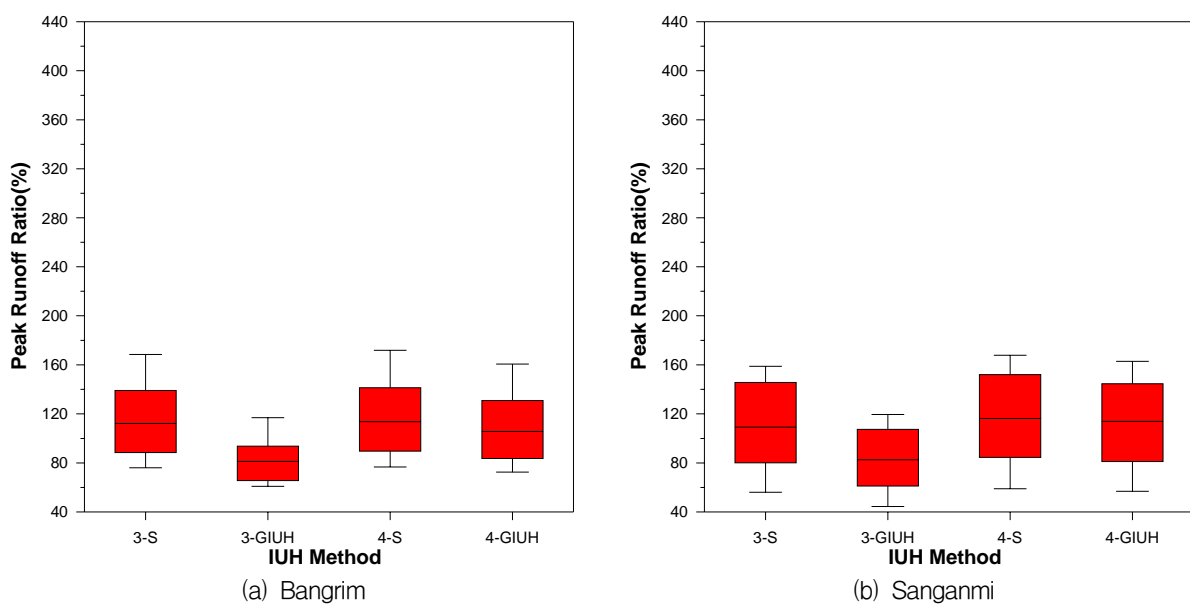 440
400
360
320
280
240
200
160
120
80
40
Peak Runoff Ratio(%)
3-S 3-GIUH 4-S 4-GIUH
IUH Method
(a) Bangrim
440
400
360
320
280
240
200
160
120
80
40
Peak Runoff Ratio(%)
3-S 3-GIUH 4-S 4-GIUH
IUH Method
(b) Sanganmi